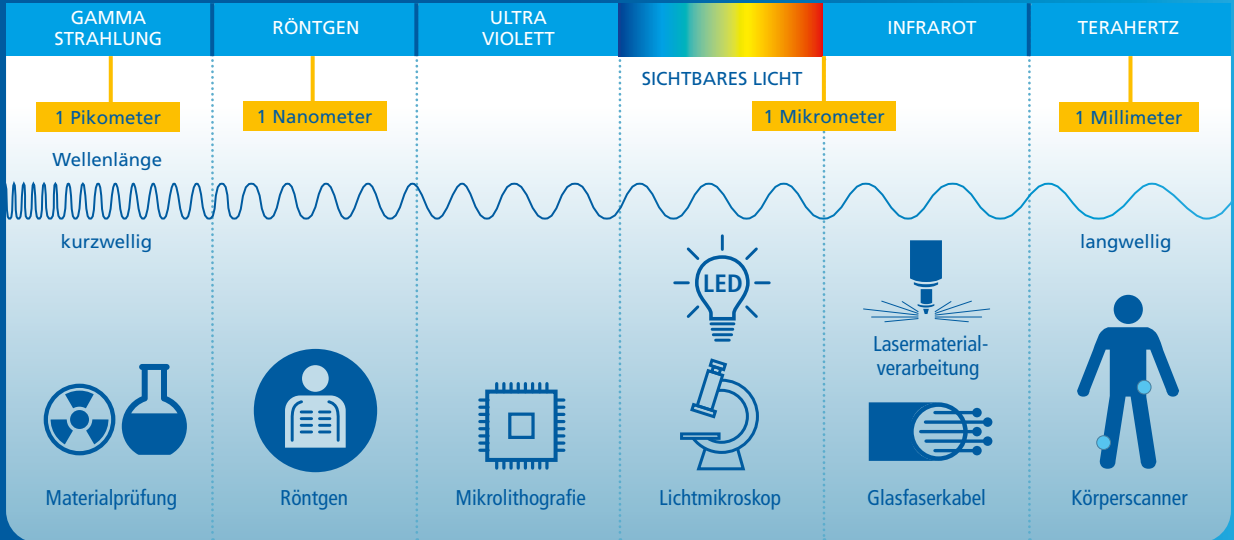 GAMMA
STRAHLUNG
RÖNTGEN
ULTRA
VIOLETT
INFRAROT
TERAHERTZ
SICHTBARES LICHT
1 Pikometer
1 Nanometer
1 Mikrometer
1 Millimeter
Wellenlänge
kurzwellig
langwellig
LED
Lasermaterial-
verarbeitung
Materialprüfung
Röntgen
Mikrolithografie
Lichtmikroskop
Glasfaserkabel
Körperscanner